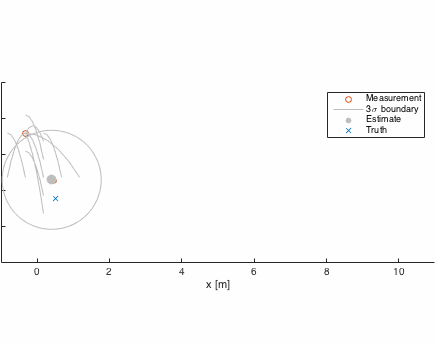 Measurement
3σ boundary
Estimate
Truth
0
2
4
6
8
10
x [m]